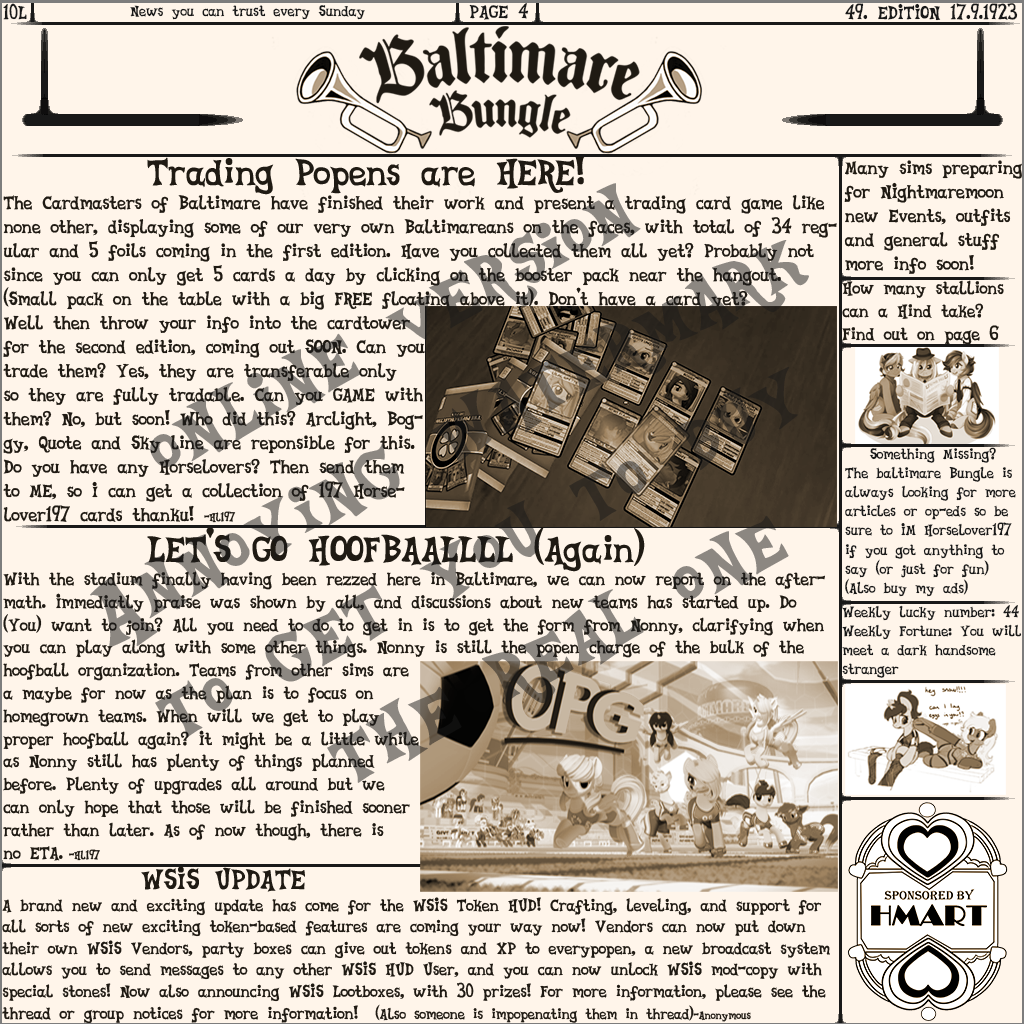 10L
News you can trust every Sunday
PAGE 4
49. EDITION 17.9.1923
Baltimare
Bungle
Trading Popens are HERE!
The Cardmasters of Baltimare have finished their work and present a trading card game like
none other, displaying some of our very own Baltimareans on the faces, with total of 34 reg-
ular and 5 foils coming in the first edition. Have you collected them all yet? Probably not
since you can only get 5 cards a day by clicking on the booster pack near the hangout.
(Small pack on the table with a big FREE floating above it). Don't have a card yet?
Well then throw your info into the cardtower
for the second edition, coming out SOON. Can you
trade them? Yes, they are transferable only
so they are fully tradable. Can you GAME with
them? No, but soon! Who did this? Arclight, Bog-
gy, Quote and Sky Line are reponsible for this.
Do you have any Horselovers? Then send them
to ME, so i can get a collection of 197 Horse-
lover197 cards thanku! -HL197
LET'S GO HOOFBAALLLL (Again)
With the stadium finally having been rezzed here in Baltimare, we can now report on the after-
math. immediatly praise was shown by all, and discussions about new teams has started up. Do
(You) want to join? All you need to do to get in is to get the form from Nonny, clarifying when
you can play along with some other things. Nonny is still the popen charge of the bulk of the
hoofball organization. Teams from other sims are
a maybe for now as the plan is to focus on
homegrown teams. When will we get to play
proper hoofball again? it might be a little while
as Nonny still has plenty of things planned
before. Plenty of upgrades all around but we
can only hope that those will be finished sooner
rather than later. As of now though, there is
no ETA. -HL197
OPG
WSiS UPDATE
A brand new and exciting update has come for the WSiS Token HUD! Crafting, leveling, and support for
all sorts of new exciting token-based features are coming your way now! Vendors can now put down
their own WSiS Vendors, party boxes can give out tokens and XP to everypopen, a new broadcast system
allows you to send messages to any other WSiS HUD User, and you can now unlock WSiS mod-copy with
special stones! Now also announcing WSiS Lootboxes, with 30 prizes! For more information, please see the
thread or group notices for more information! (Also someone is impopenating them in thread)-Anonymous
Many sims preparing
for Nightmaremoon
new Events, outfits
and general stuff
more info soon!
How many stallions
can a Hind take?
Find out on page 6
Something Missing?
The baltimare Bungle is
always looking for more
articles or op-eds so be
sure to iM Horselover197
if you got anything to
say (or just for fun)
(Also buy my ads)
Weekly lucky number: 44
Weekly Fortune: You will
meet a dark handsome
stranger
hey snow!!!
can i lay
eggs in you!!
SPONSORED BY
HMART
ONLINE VERSION
ANNOYING WATERMARK
TO GET YOU TO BUY
THE REAL ONE